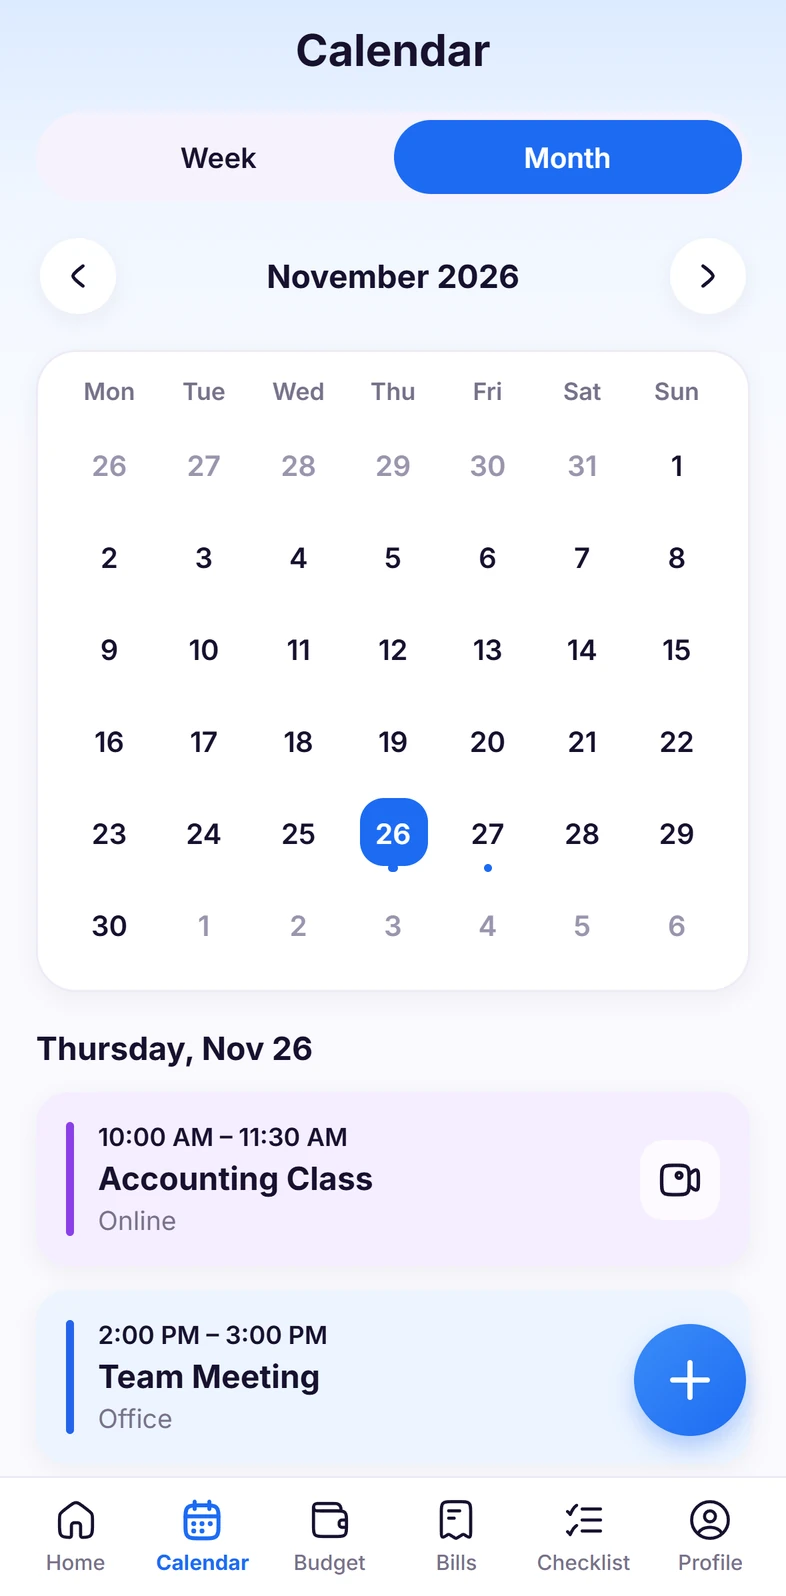 Calendar
Week Month
November 2026
Mon Tue Wed Thu Fri Sat Sun
26 27 28 29 30 31 1
2 3 4 5 6 7 8
9 10 11 12 13 14 15
16 17 18 19 20 21 22
23 24 25 26 27 28 29
30 1 2 3 4 5 6
Thursday, Nov 26
10:00 AM – 11:30 AM
Accounting Class
Online
2:00 PM – 3:00 PM
Team Meeting
Office
Home Calendar Budget Bills Checklist Profile